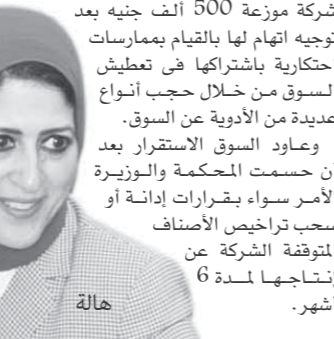 شركة موزعة 500 ألف جنيه بعد
توجيه اتهام لها بالقيام بممارسات
احتكارية باشتراكها فى تعطيش
السوق من خلال حجب أنواع
عديدة من الأدوية عن السوق.
وعاود السوق الاستقرار بعد
أن حسمت المحكمة والوزيرة
الأمر سواء بقرارات إدانة أو
سحب تراخيص الأصناف
المتوقفة الشركة عن
إنتاجها لمدة 6
أشهر.
هالة